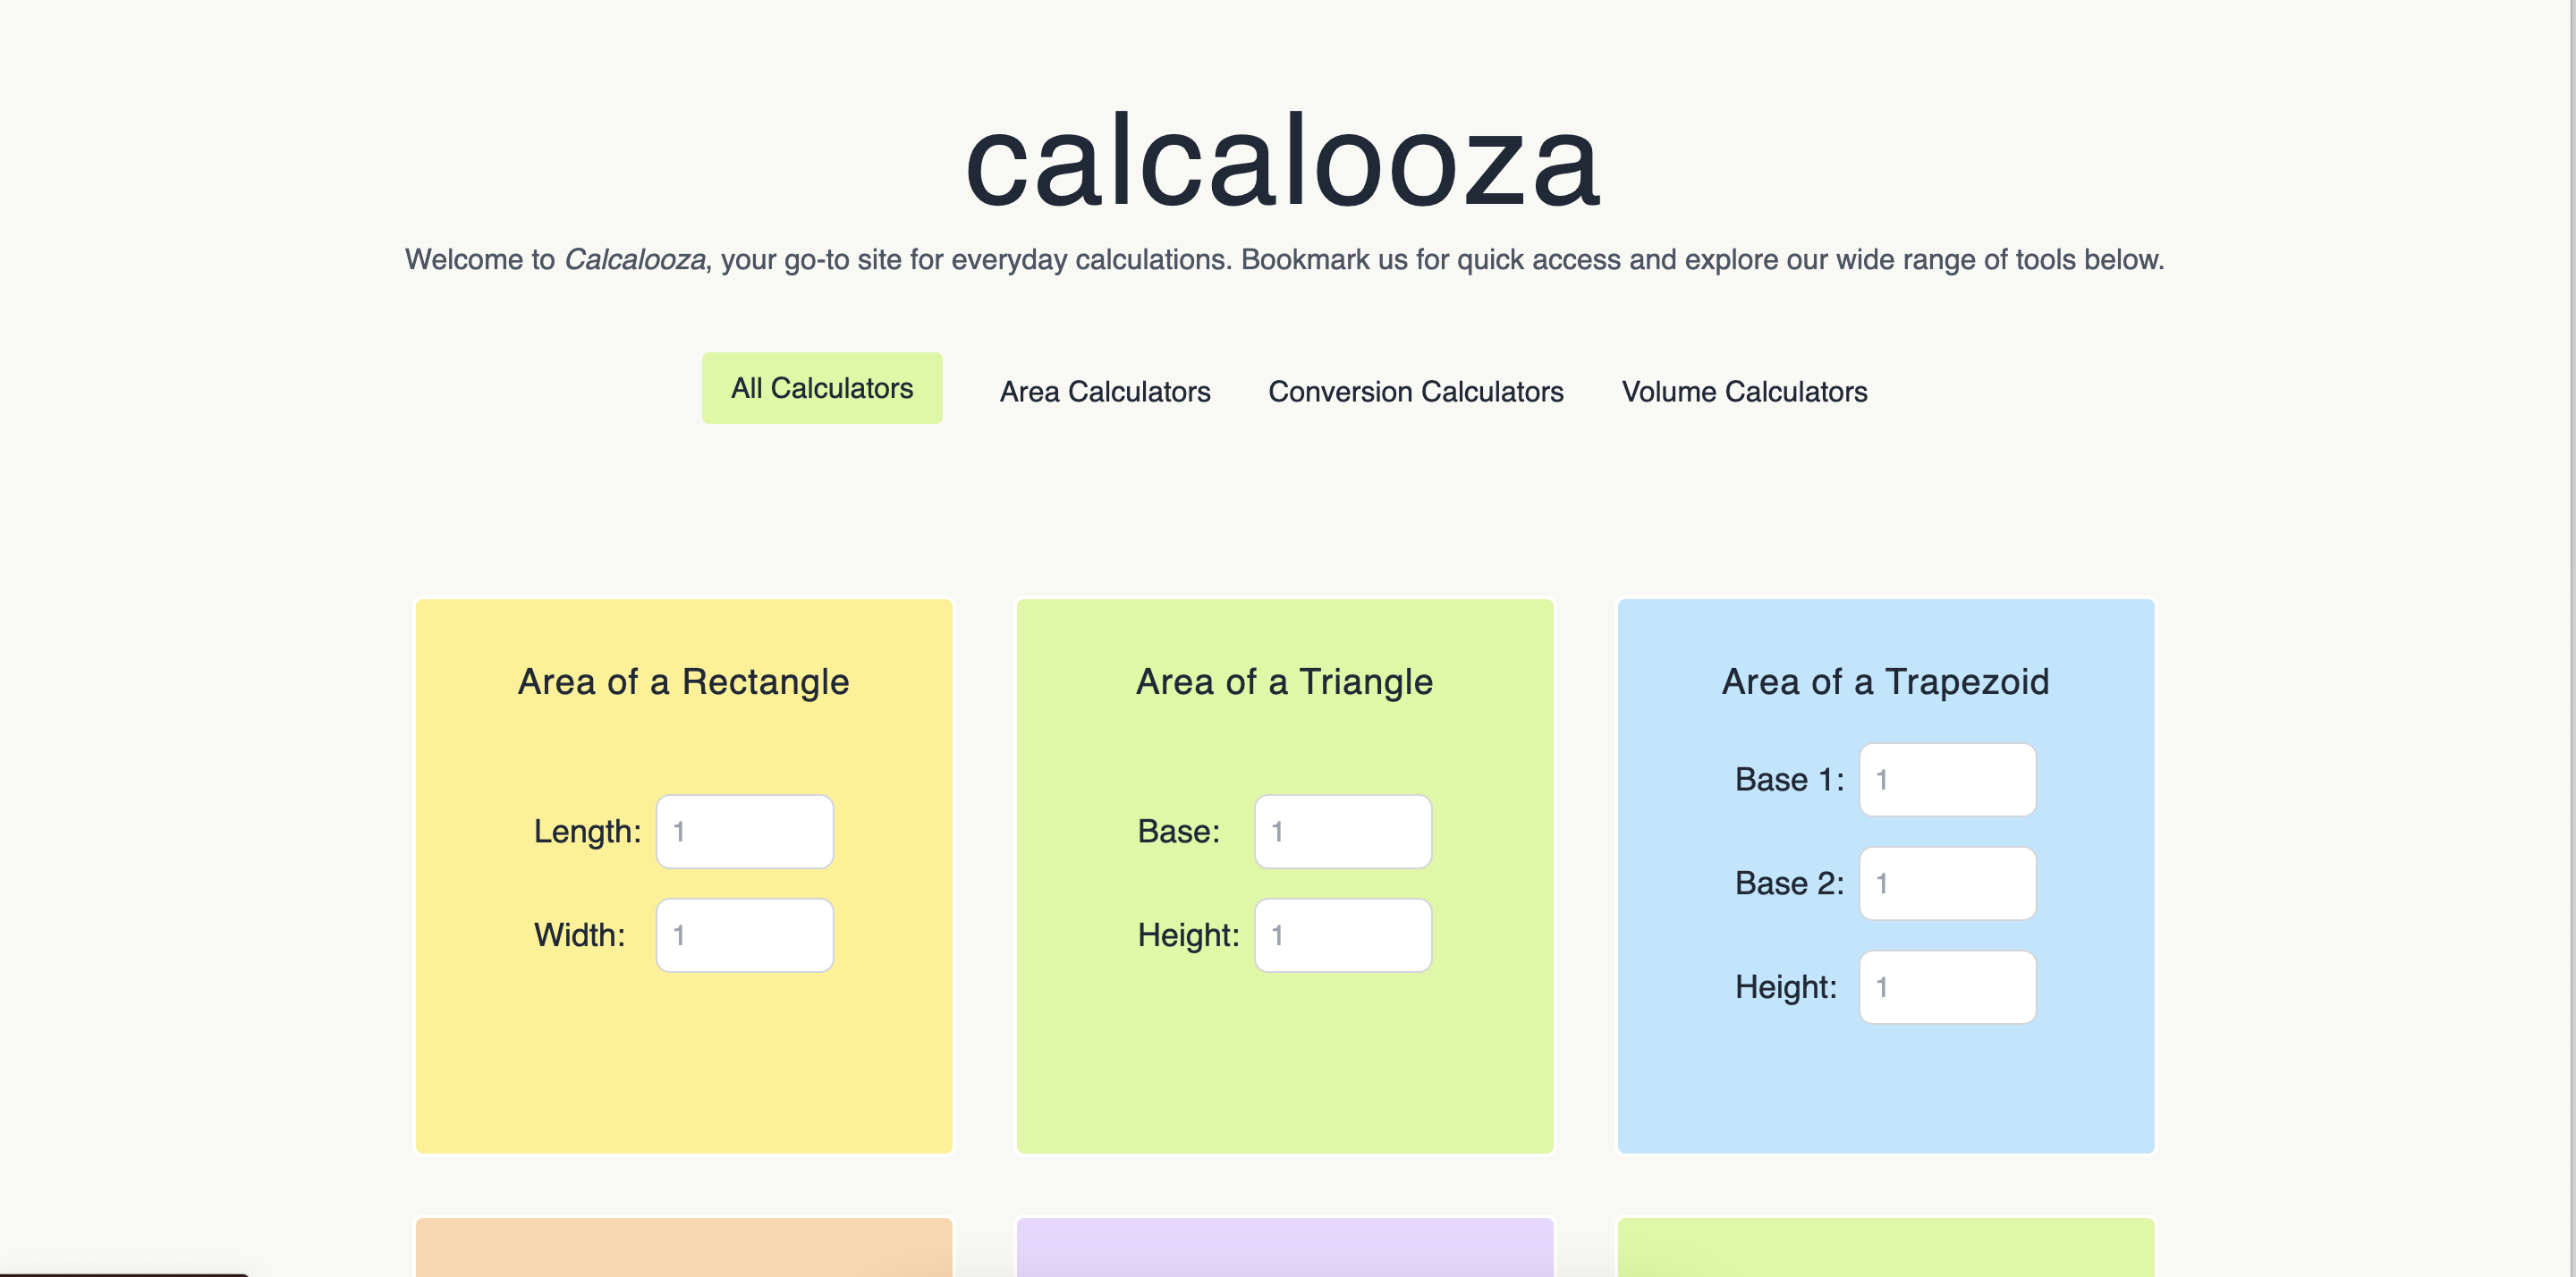 calcalooza
Welcome to Calcalooza, your go-to site for everyday calculations. Bookmark us for quick access and explore our wide range of tools below.
All Calculators
Area Calculators
Conversion Calculators
Volume Calculators
Area of a Rectangle
Length: 1
Width: 1
Area of a Triangle
Base: 1
Height: 1
Area of a Trapezoid
Base 1: 1
Base 2: 1
Height: 1